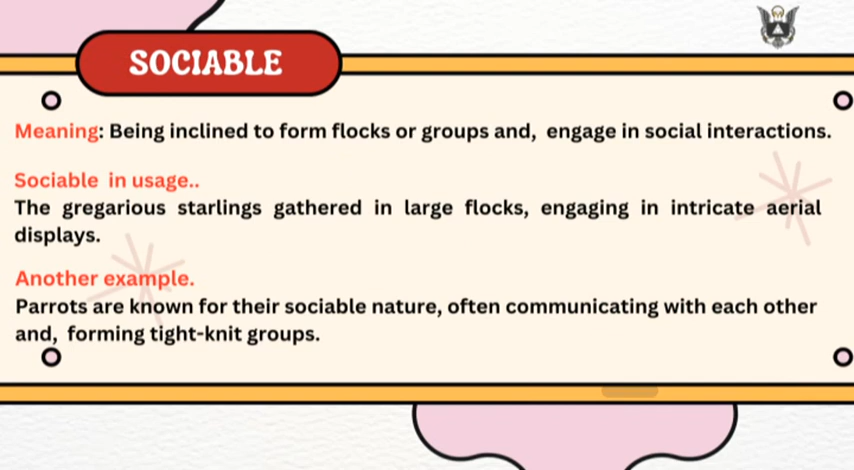 SOCIABLE
Meaning: Being inclined to form flocks or groups and, engage in social interactions.
Sociable in usage..
The gregarious starlings gathered in large flocks, engaging in intricate aerial
displays.
Another example.
Parrots are known for their sociable nature, often communicating with each other
and, forming tight-knit groups.